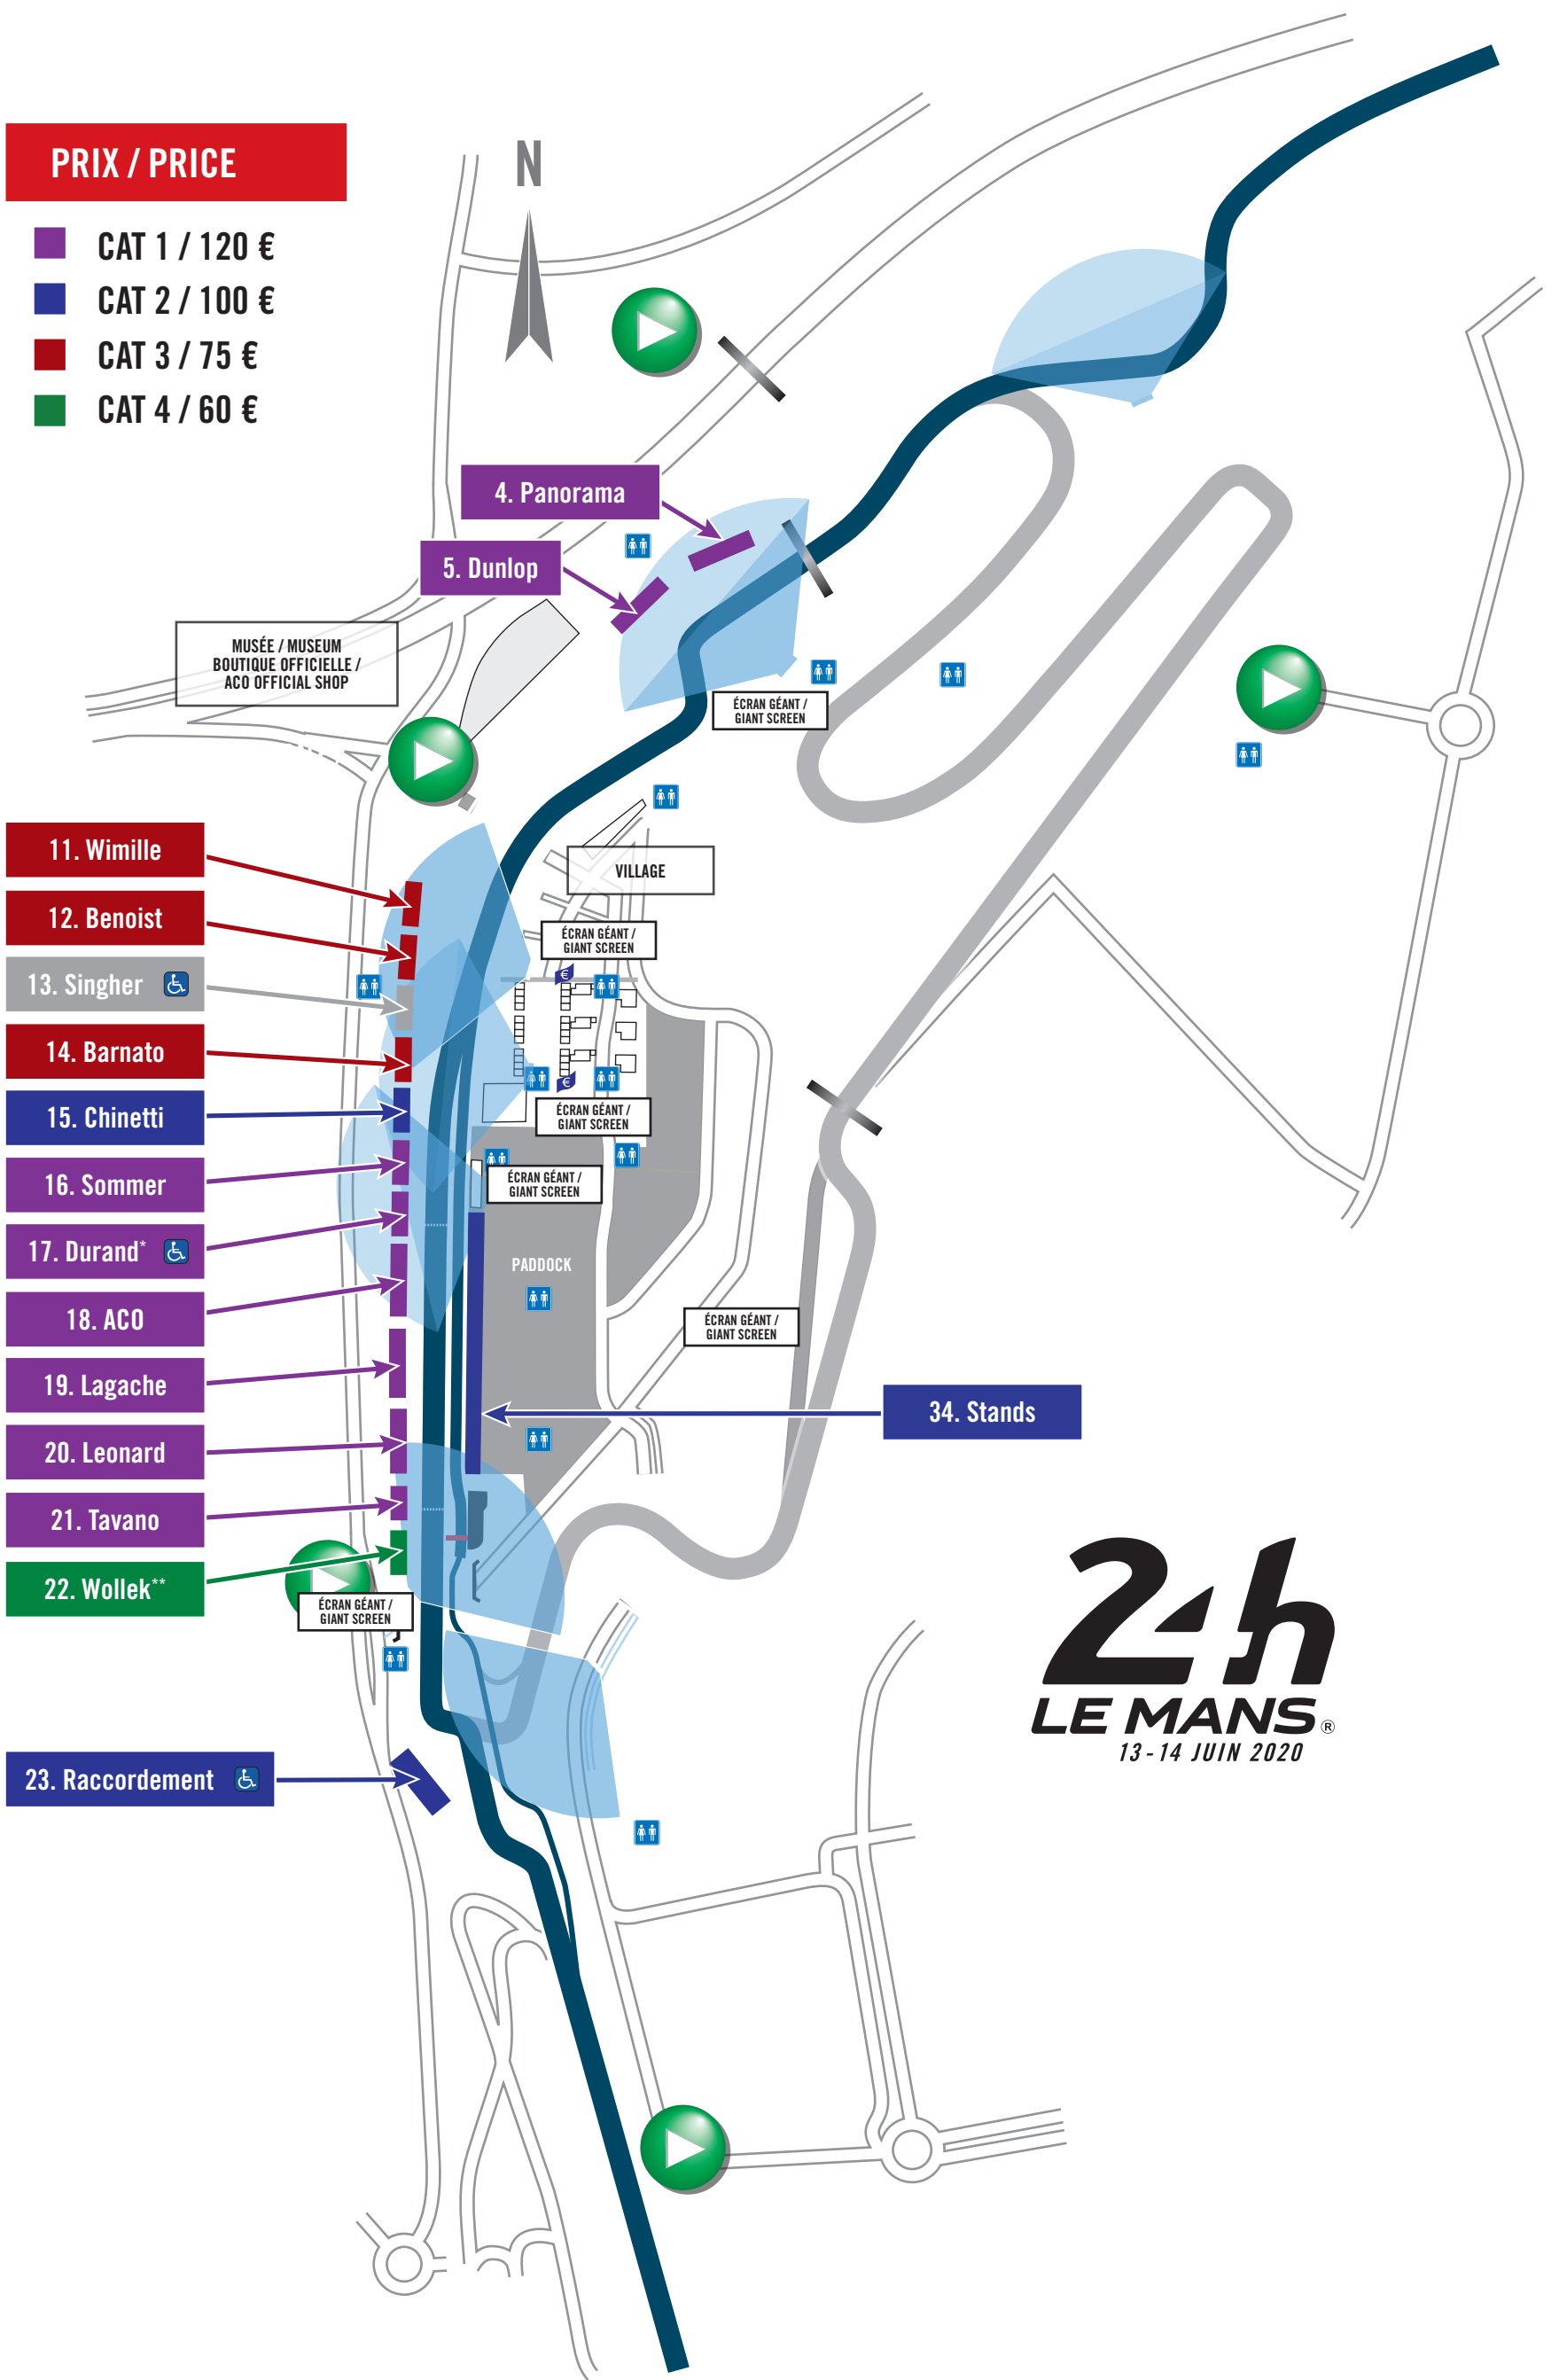 PRIX / PRICE
CAT 1 / 120 €
CAT 2 / 100 €
CAT 3 / 75 €
CAT 4 / 60 €
N
4. Panorama
5. Dunlop
MUSÉE / MUSEUM
BOUTIQUE OFFICIELLE /
ACO OFFICIAL SHOP
ÉCRAN GÉANT /
GIANT SCREEN
11. Wimille
12. Benoist
13. Singher
14. Barnato
15. Chinetti
16. Sommer
17. Durand*
18. ACO
19. Lagache
20. Leonard
21. Tavano
22. Wollek**
VILLAGE
ÉCRAN GÉANT /
GIANT SCREEN
€
€
ÉCRAN GÉANT /
GIANT SCREEN
ÉCRAN GÉANT /
GIANT SCREEN
PADDOCK
ÉCRAN GÉANT /
GIANT SCREEN
34. Stands
ÉCRAN GÉANT /
GIANT SCREEN
23. Raccordement
24h
LE MANS®
13-14 JUIN 2020